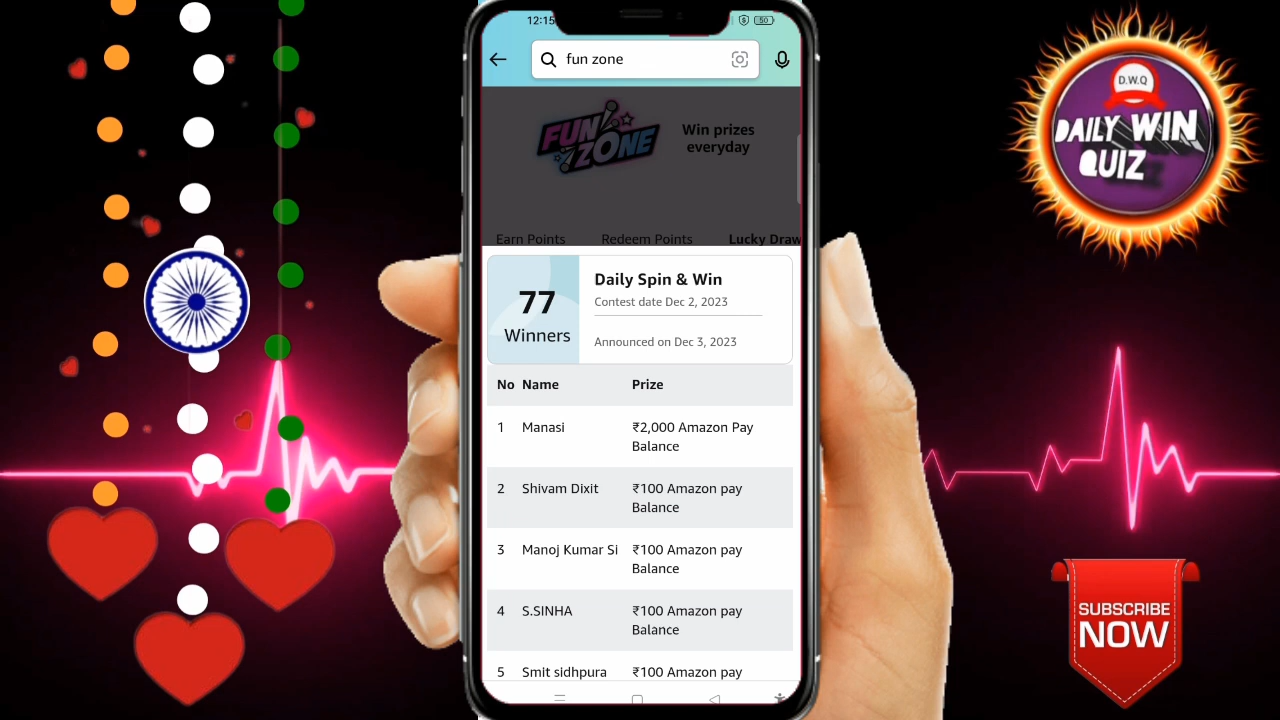 12:15
50
fun zone
FUN
ZONE
Win prizes
everyday
Earn Points
Redeem Points
Lucky Draw
77
Winners
Daily Spin & Win
Contest date Dec 2, 2023
Announced on Dec 3, 2023
No Name Prize
1 Manasi ₹2,000 Amazon Pay
Balance
2 Shivam Dixit ₹100 Amazon pay
Balance
3 Manoj Kumar Si ₹100 Amazon pay
Balance
4 S.SINHA ₹100 Amazon pay
Balance
5 Smit sidhpura ₹100 Amazon pay
D.W.Q
DAILY WIN
QUIZ
SUBSCRIBE
NOW